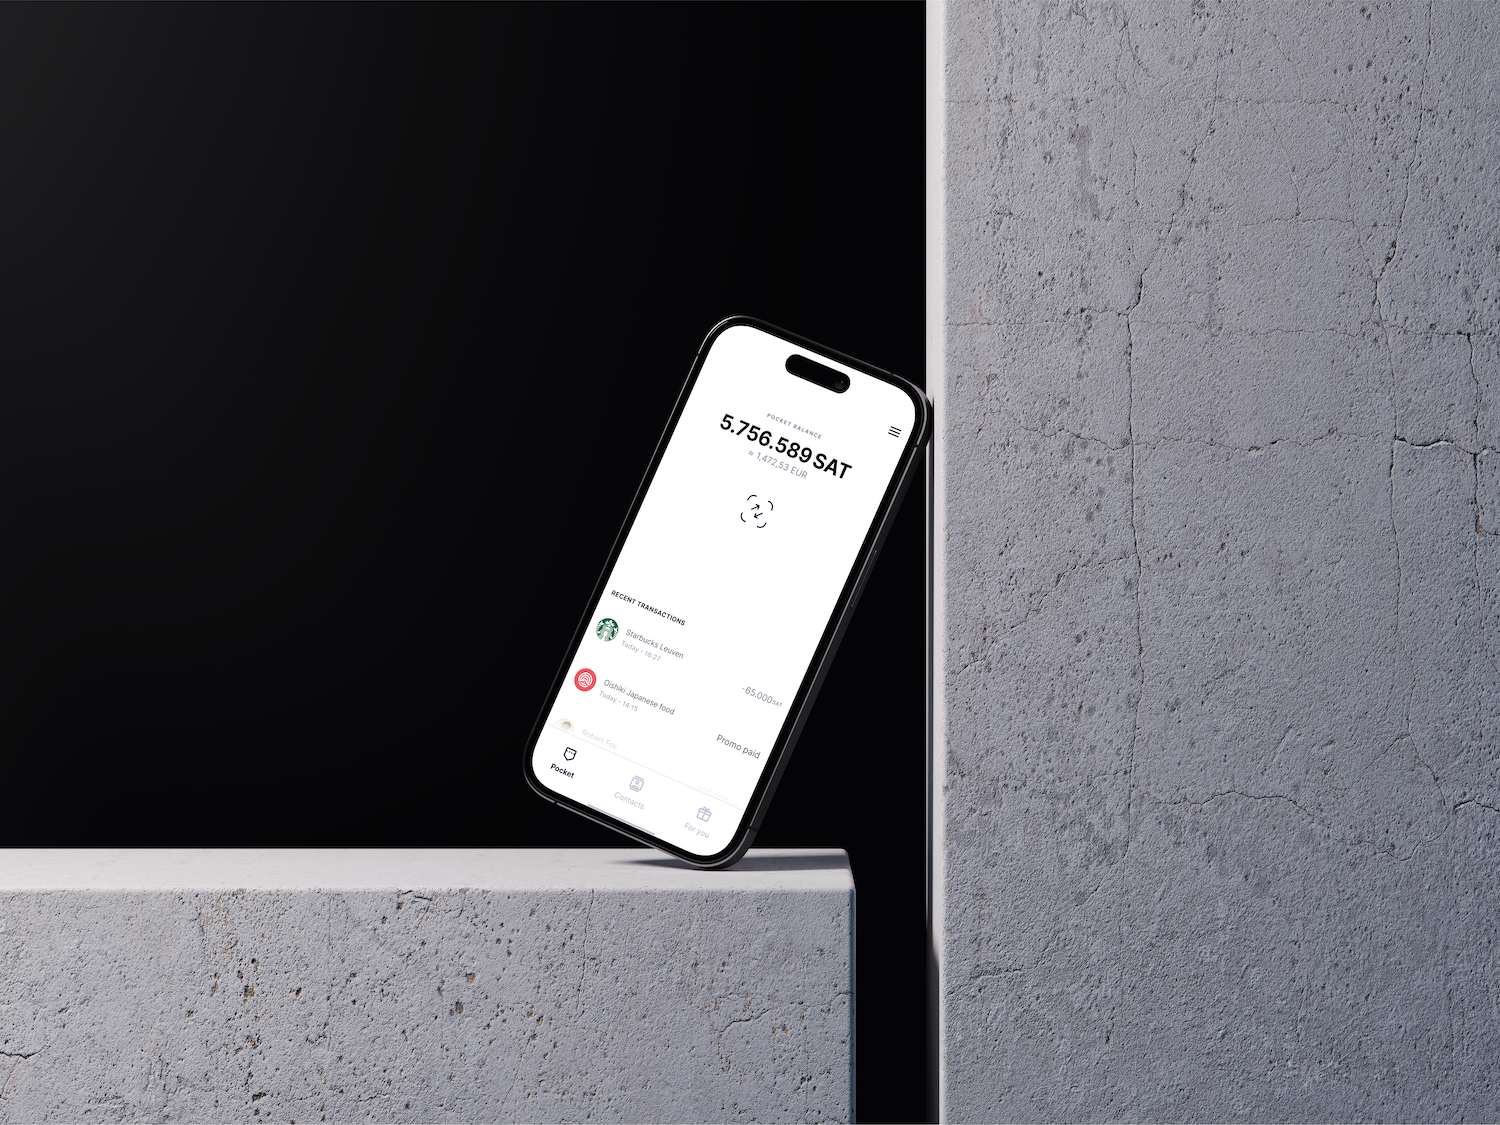 POCKET BALANCE
5.756.589 SAT
≈ 1,472,53 EUR
RECENT TRANSACTIONS
Starbucks Leuven
Today • 18:27
-65.000 SAT
Oishiki Japanese food
Today • 14:15
Promo paid
Robert Fox
Pocket
Contacts
For you